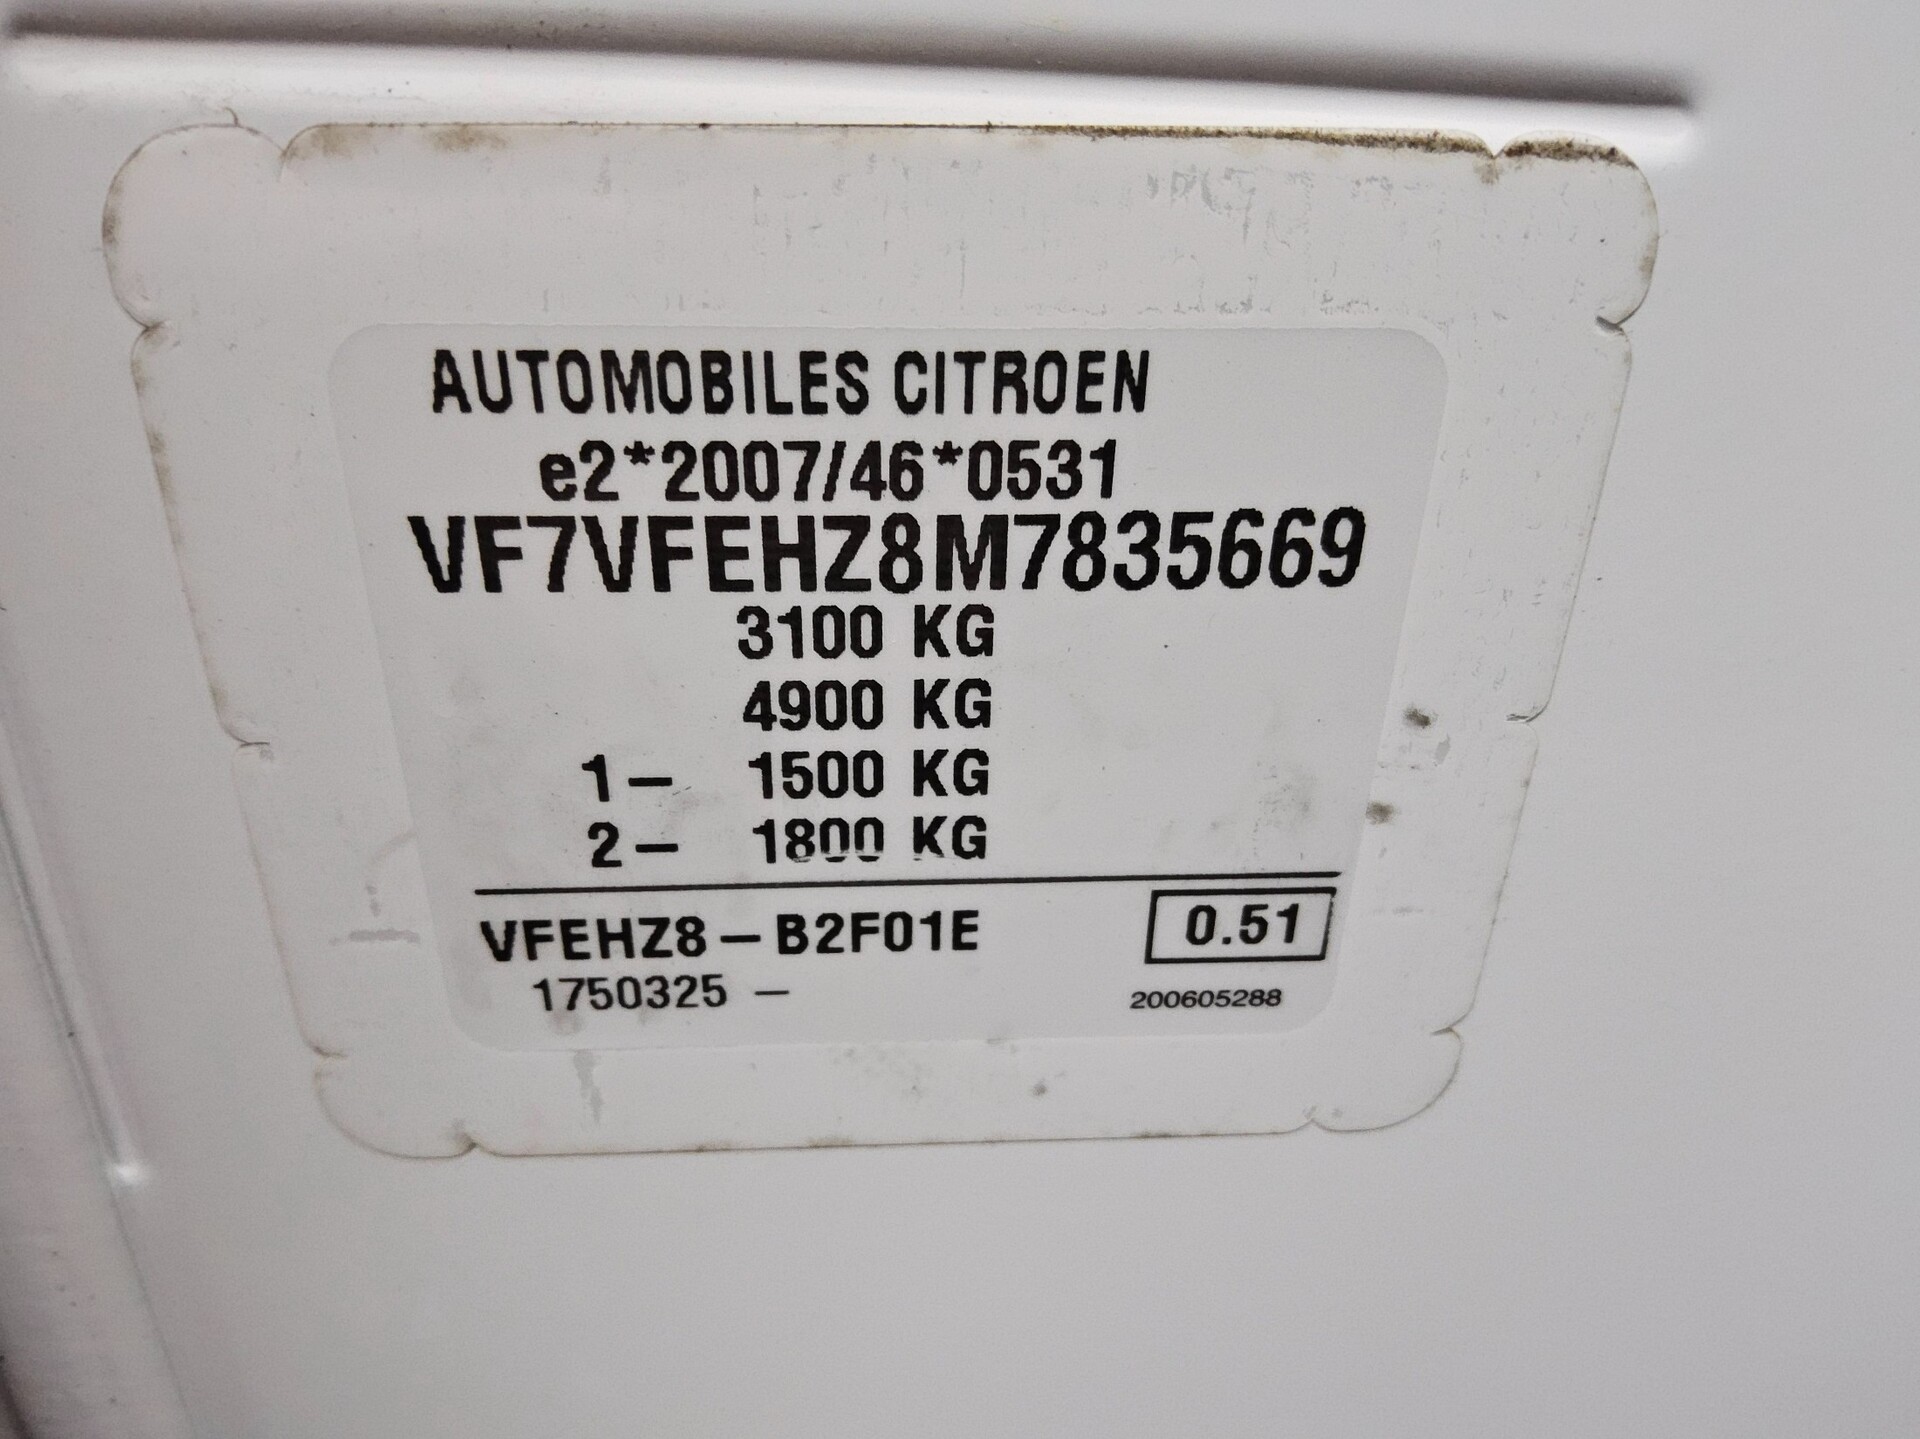 AUTOMOBILES CITROEN
e2*2007/46*0531
VF7VFEHZ8M7835669
3100 KG
4900 KG
1– 1500 KG
2– 1800 KG
VFEHZ8–B2F01E 0.51
1750325 – 200605288